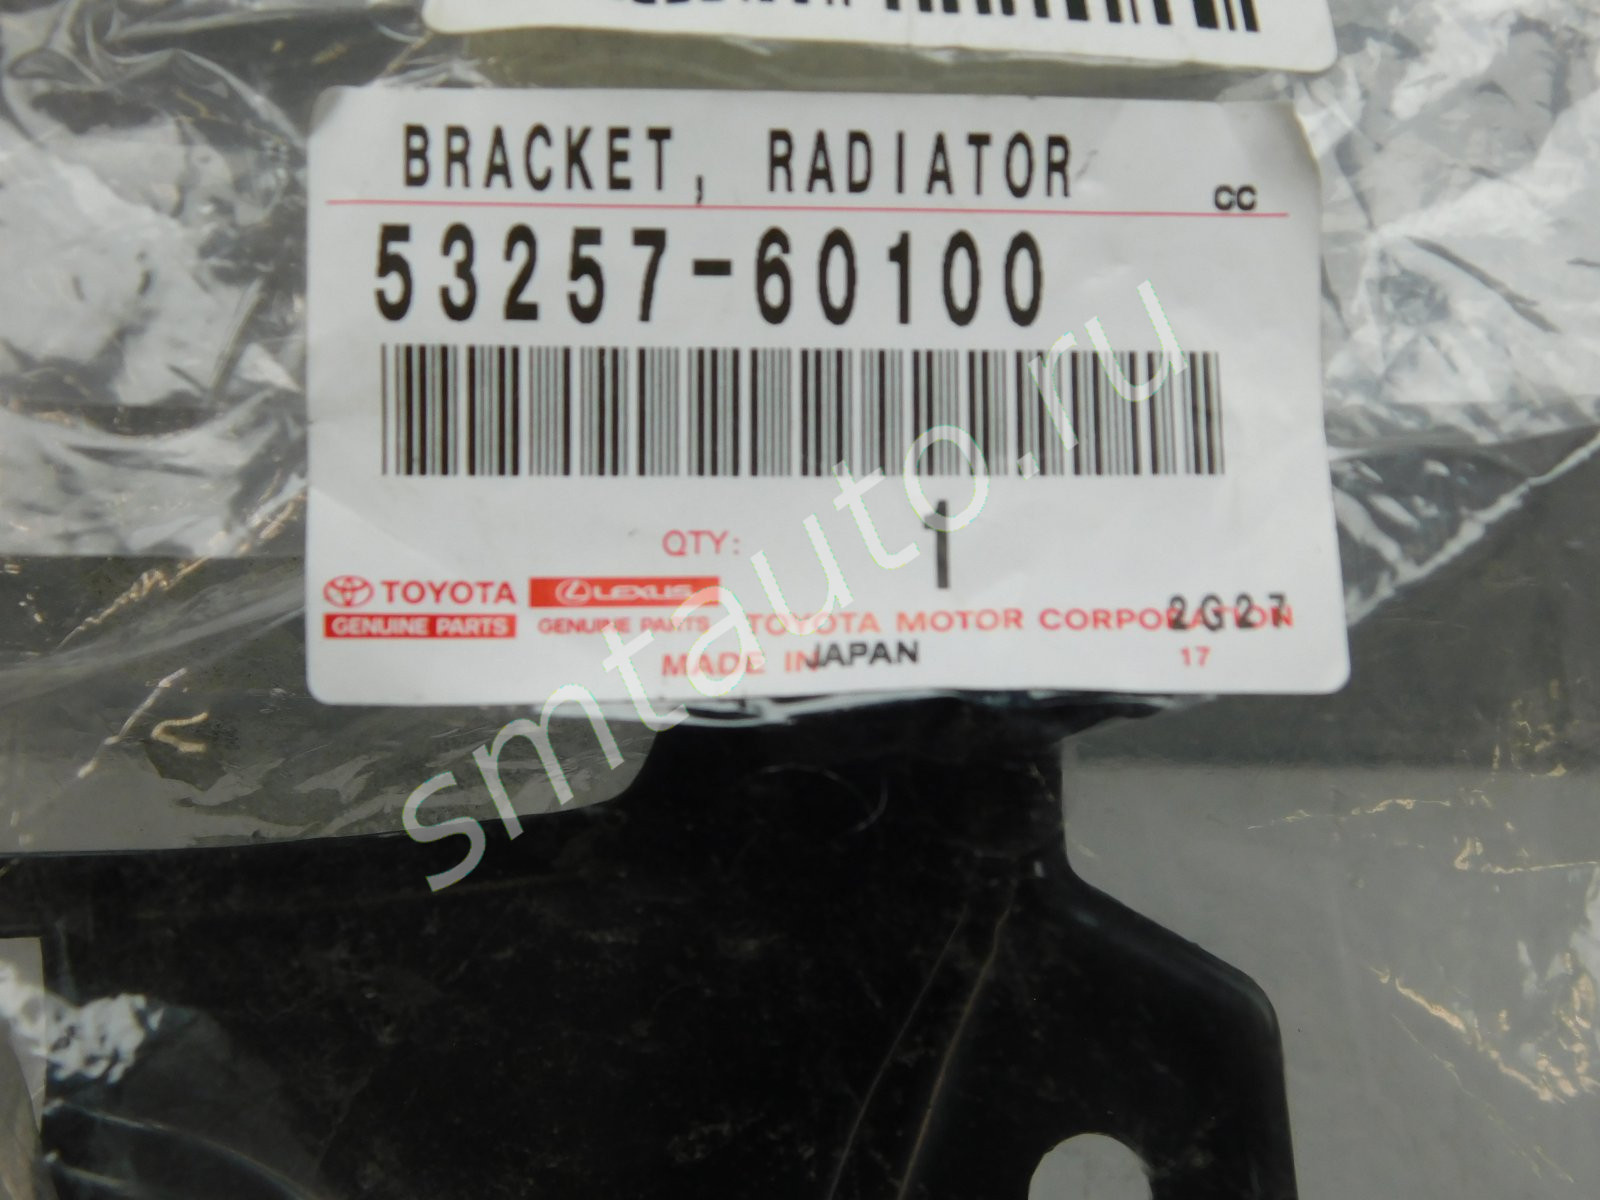 BRACKET, RADIATOR
CC
53257-60100
QTY: 1
TOYOTA LEXUS
GENUINE PARTS GENUINE PARTS TOYOTA MOTOR CORPORATION 2G27
MADE IN JAPAN 17
smtauto.ru